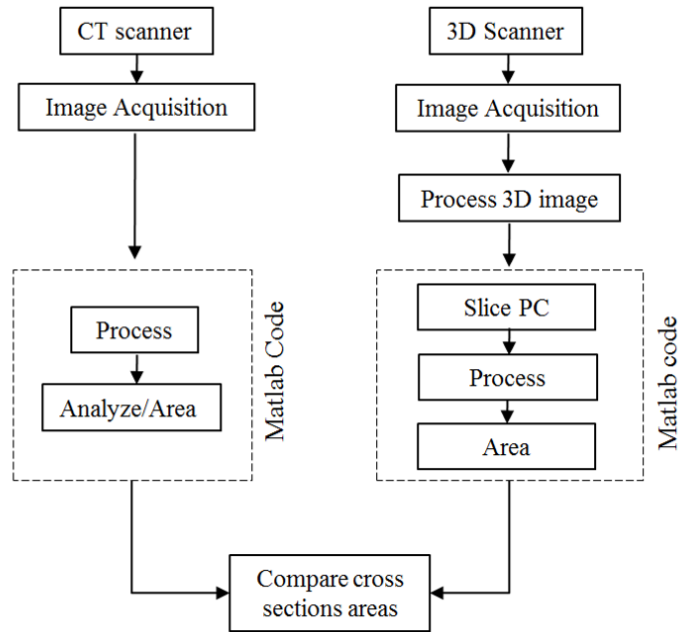 CT scanner
Image Acquisition
Process
Analyze/Area
Matlab Code
3D Scanner
Image Acquisition
Process 3D image
Slice PC
Process
Area
Matlab code
Compare cross
sections areas